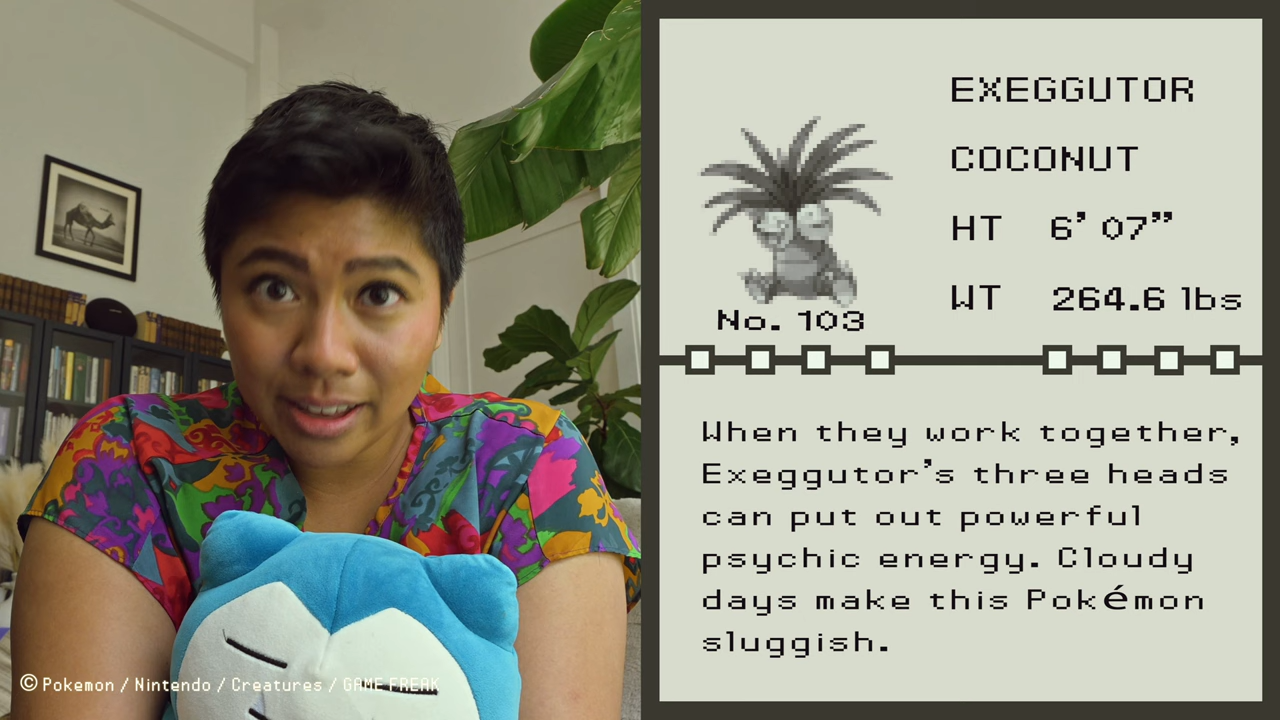 EXEGGUTOR
COCONUT
HT 6’ 07”
WT 264.6 lbs
No. 103
When they work together,
Exeggutor’s three heads
can put out powerful
psychic energy. Cloudy
days make this Pokémon
sluggish.
© Pokemon / Nintendo / Creatures / GAME FREAK